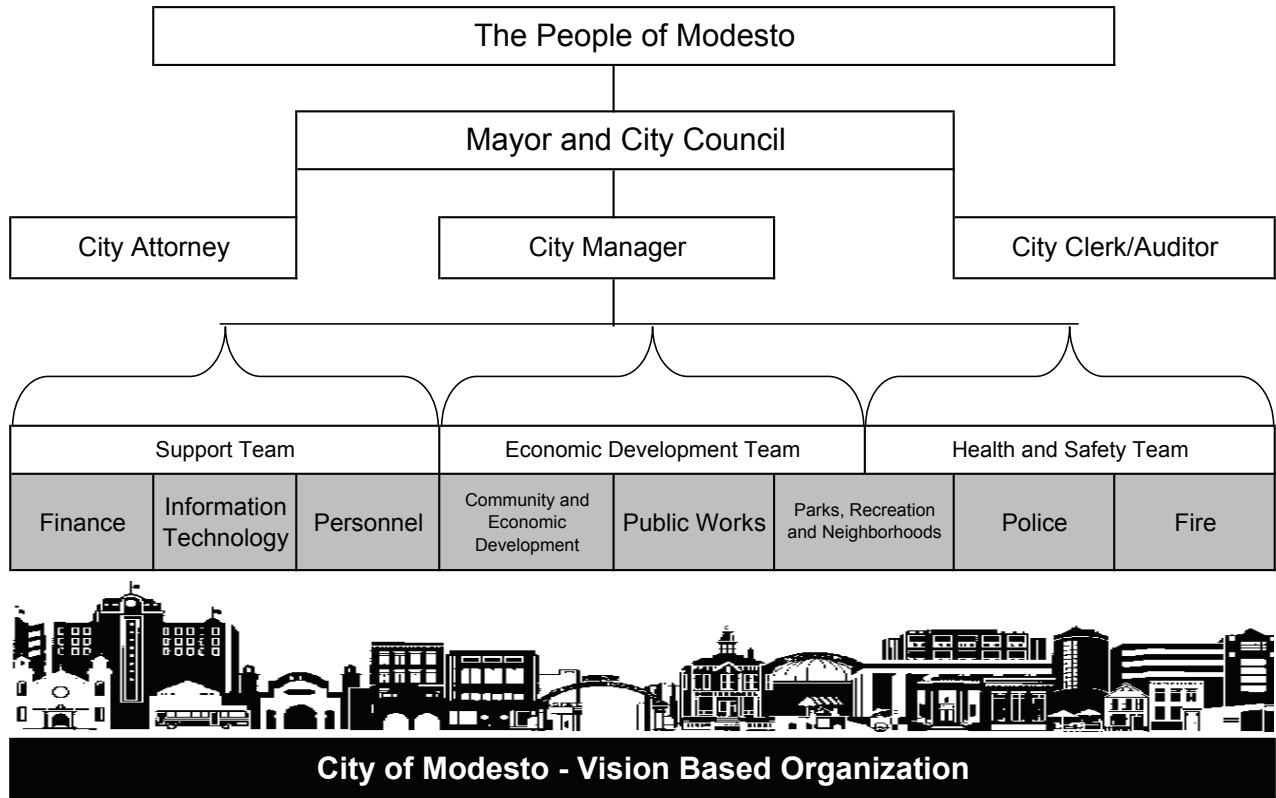 The People of Modesto
Mayor and City Council
City Attorney
City Manager
City Clerk/Auditor
Support Team
Economic Development Team
Health and Safety Team
Finance
Information
Technology
Personnel
Community and
Economic
Development
Public Works
Parks, Recreation
and Neighborhoods
Police
Fire
City of Modesto - Vision Based Organization